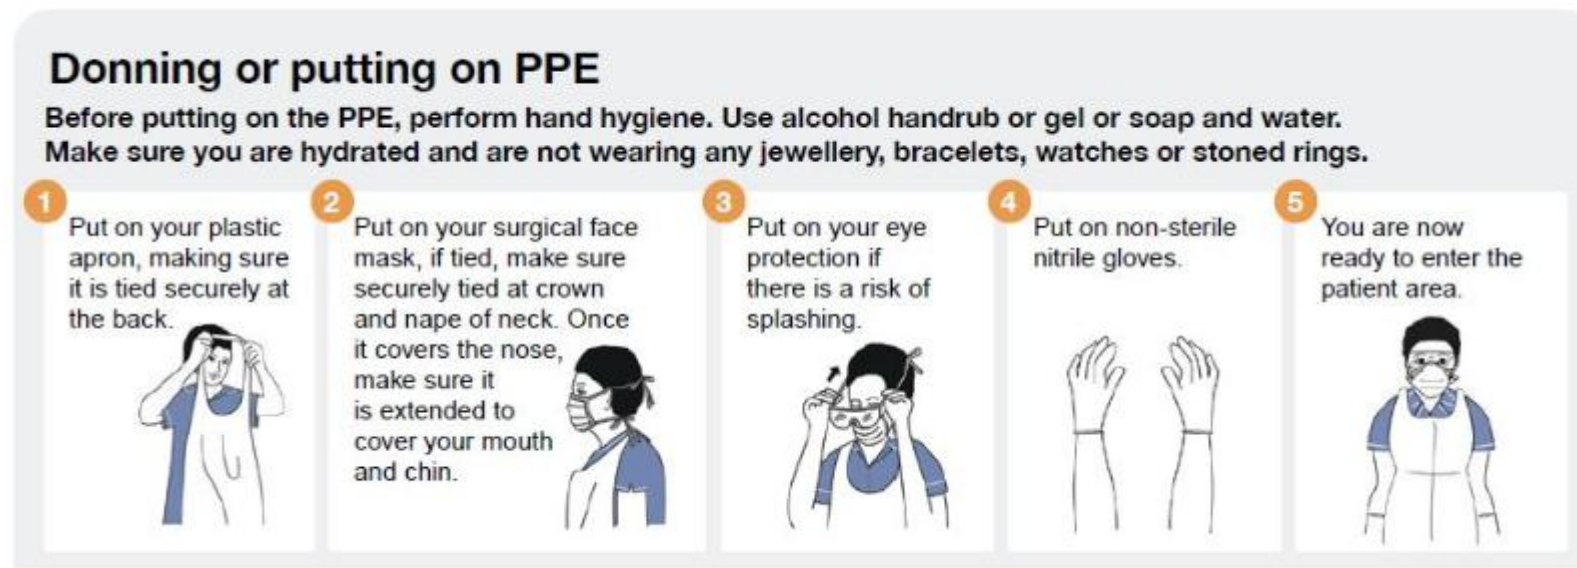 Donning or putting on PPE
Before putting on the PPE, perform hand hygiene. Use alcohol handrub or gel or soap and water.
Make sure you are hydrated and are not wearing any jewellery, bracelets, watches or stoned rings.
1
Put on your plastic
apron, making sure
it is tied securely at
the back.
2
Put on your surgical face
mask, if tied, make sure
securely tied at crown
and nape of neck. Once
it covers the nose,
make sure it
is extended to
cover your mouth
and chin.
3
Put on your eye
protection if
there is a risk of
splashing.
4
Put on non-sterile
nitrile gloves.
5
You are now
ready to enter the
patient area.